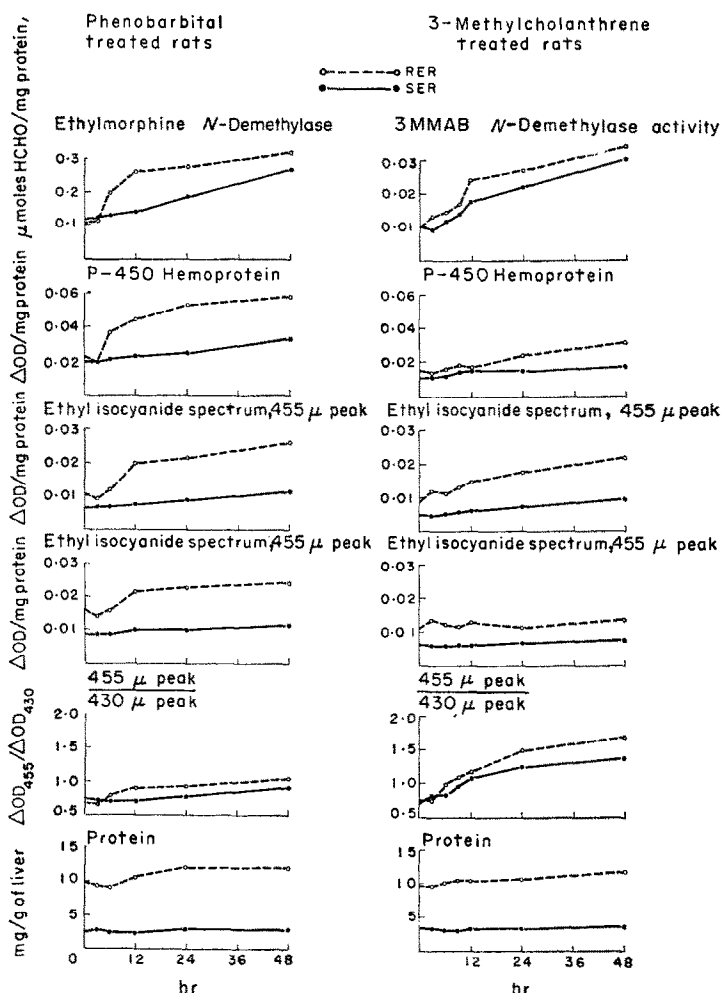 Phenobarbital
treated rats
3-Methylcholanthrene
treated rats
RER
SER
μmoles HCHO/mg protein,
Ethylmorphine N-Demethylase
0·3
0·2
0·1
3MMAB N-Demethylase activity
0·03
0·02
0·01
P-450 Hemoprotein
ΔOD/mg protein
0·06
0·04
0·02
0·06
0·04
0·02
0
Ethyl isocyanide spectrum,455 μ peak
ΔOD/mg protein
0·03
0·02
0·01
Ethyl isocyanide spectrum, 455 μ peak
0·03
0·02
0·01
Ethyl isocyanide spectrum,455 μ peak
ΔOD/mg protein
0·03
0·02
0·01
Ethyl isocyanide spectrum,455 μ peak
0·03
0·02
0·01
455 μ peak
430 μ peak
ΔOD455/ΔOD430
2·0
1·5
1·0
0·5
455 μ peak
430 μ peak
2·0
1·5
1·0
0·5
Protein
mg/g of liver
15
10
5
0 12 24 36 48
hr
Protein
15
10
5
12 24 36 48
hr